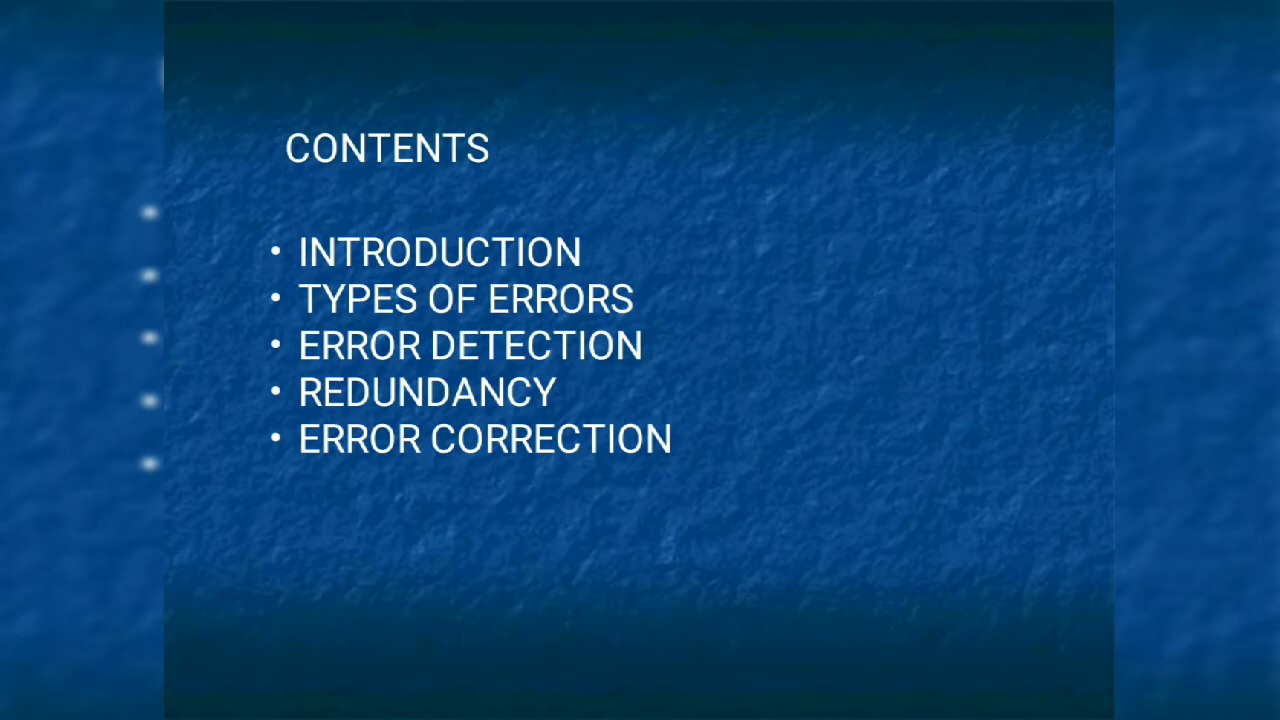 CONTENTS
• INTRODUCTION
• TYPES OF ERRORS
• ERROR DETECTION
• REDUNDANCY
• ERROR CORRECTION